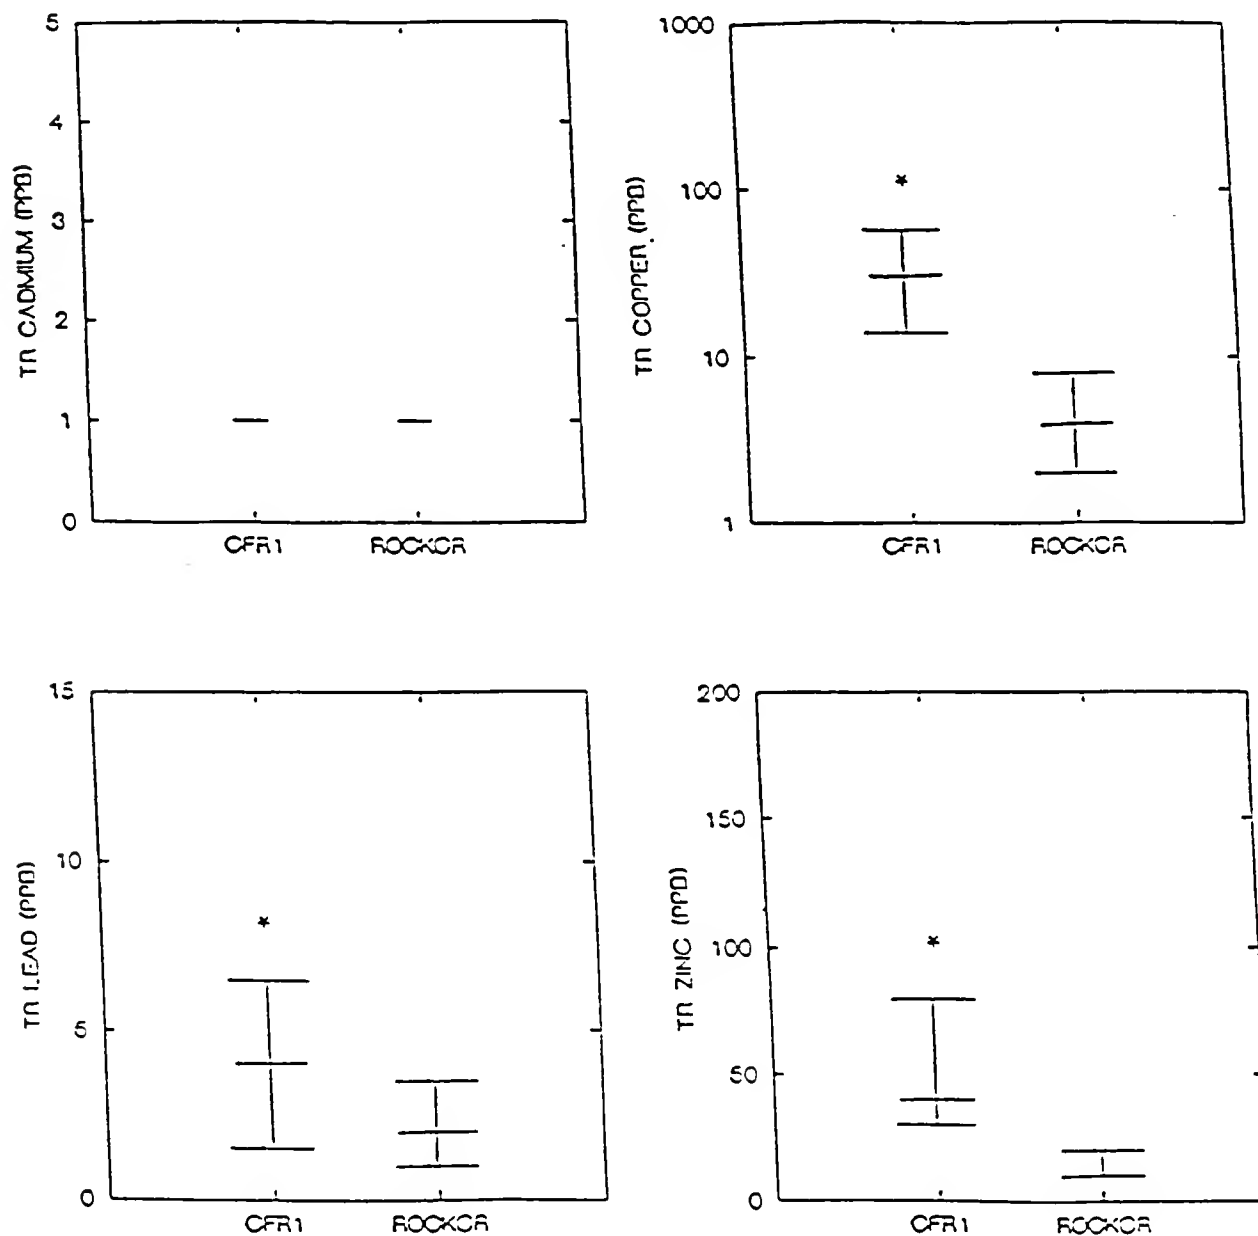 TR CADMIUM (PPB)
5
4
3
2
1
0
CFR1 ROCKCR
TR COPPER (PPB)
1000
100
10
1
CFR1 ROCKCR
TR LEAD (PPB)
15
10
5
0
CFR1 ROCKCR
TR ZINC (PPB)
200
150
100
50
0
CFR1 ROCKCR